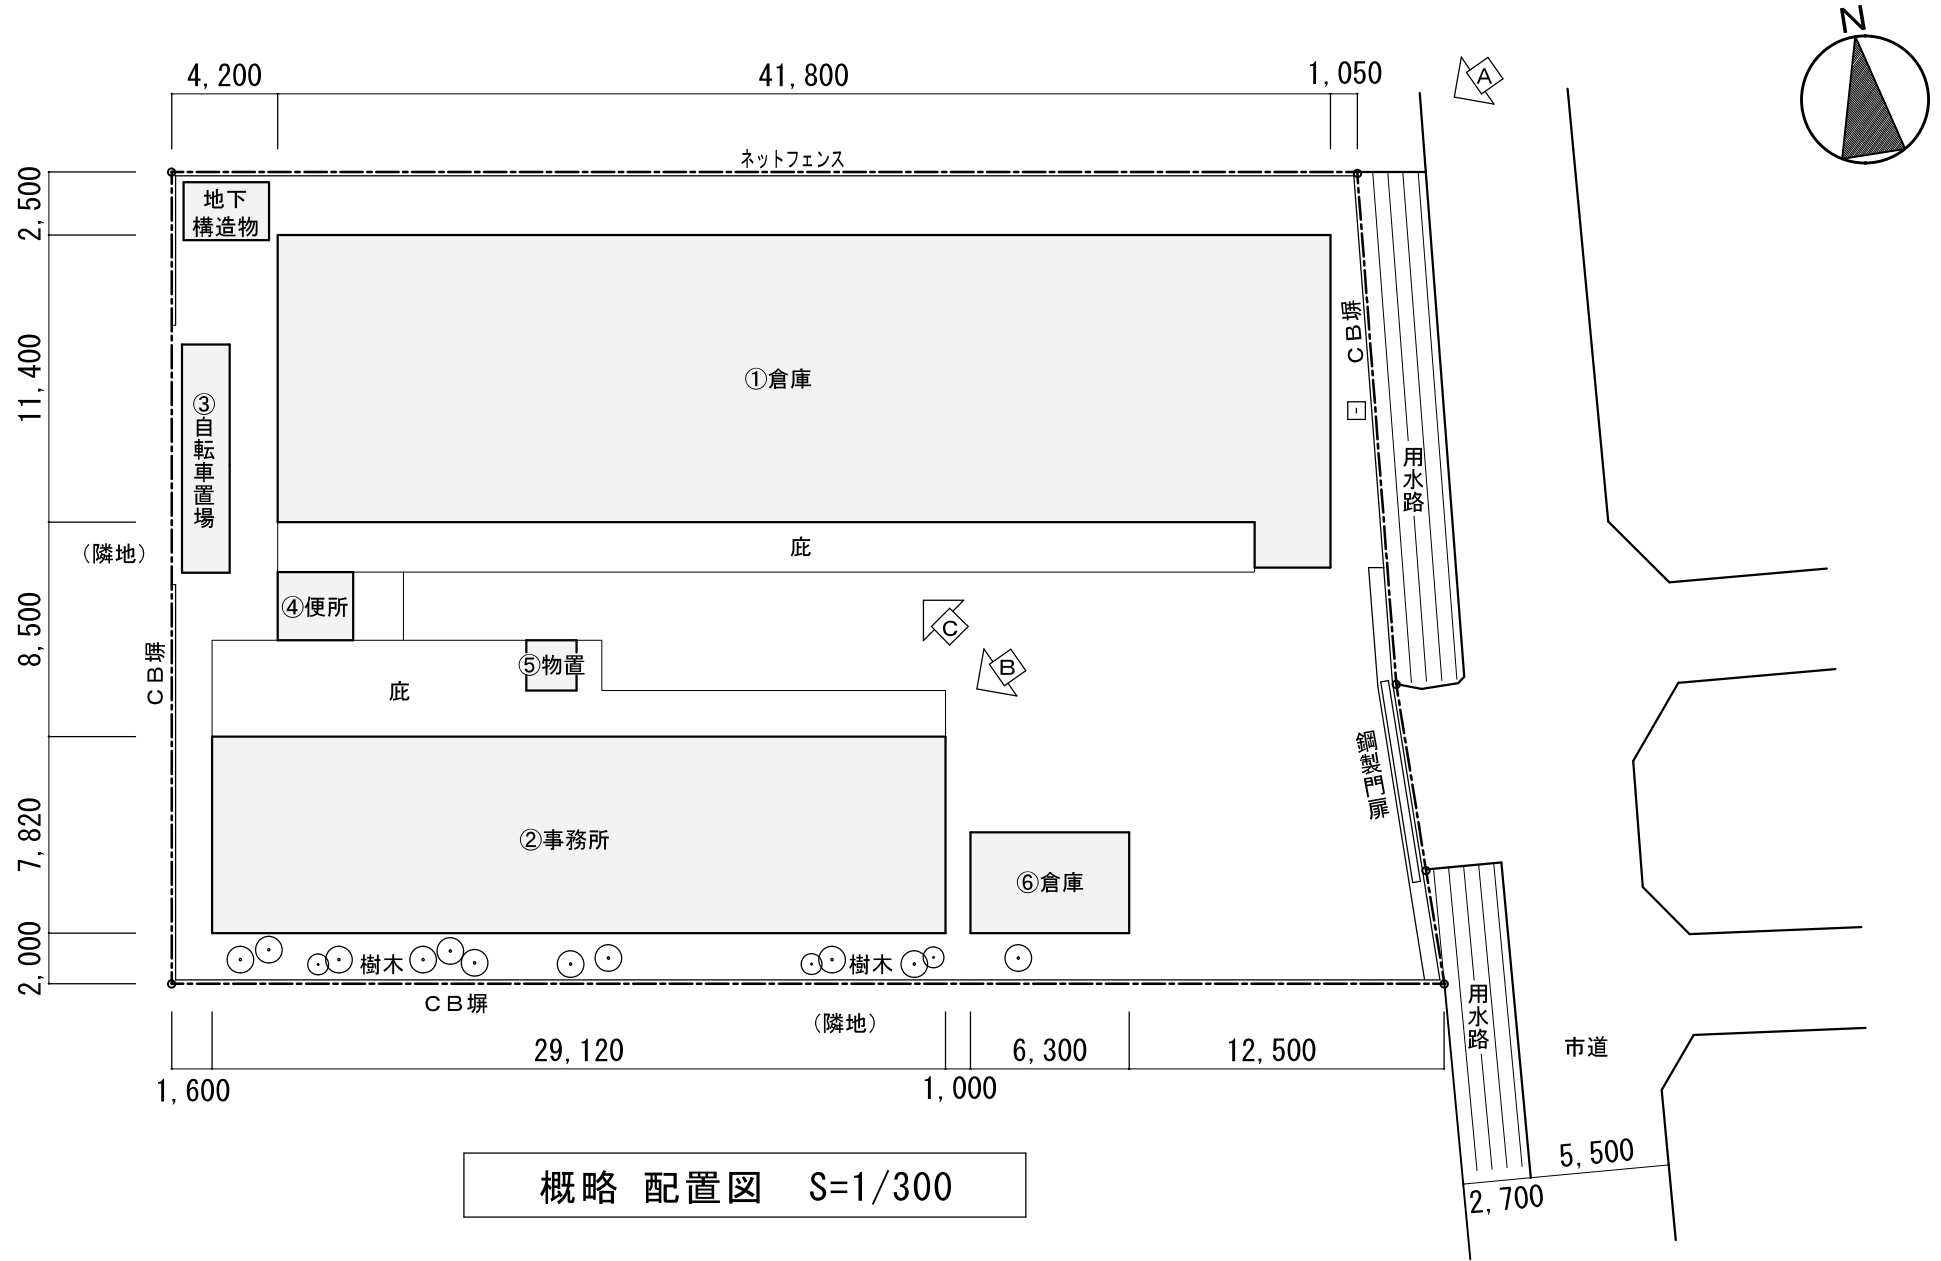 N
A
4,200
41,800
1,050
ネットフェンス
2,500
地下
構造物
11,400
①倉庫
CB塀
③自転車置場
用水路
(隣地)
庇
④便所
8,500
C
⑤物置
B
CB塀
庇
鋼製門扉
7,820
②事務所
⑥倉庫
2,000
樹木
樹木
CB塀
(隣地)
用水路
市道
29,120
6,300
12,500
1,600
1,000
5,500
2,700
概略 配置図 S=1/300